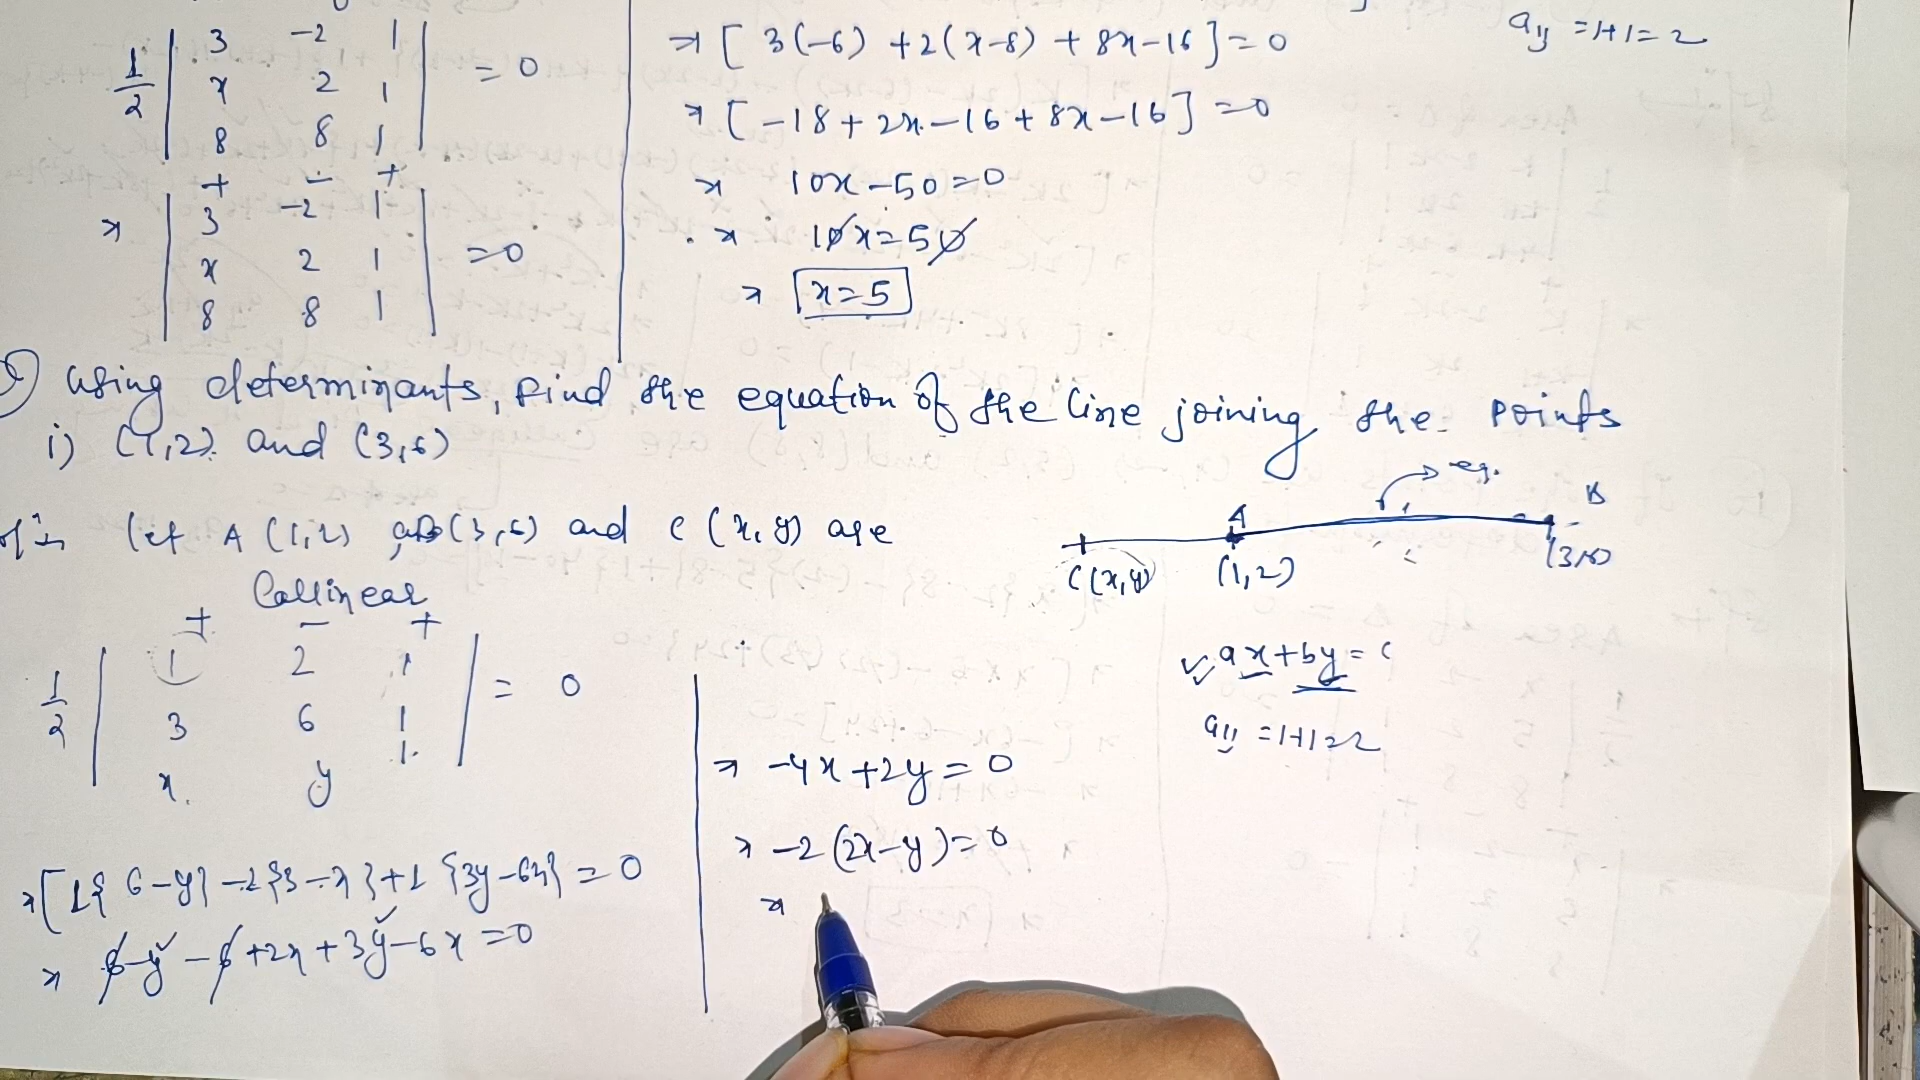 1/2 | 3 -2 1 | = 0
x 2 1
8 8 1
+ - +
⇒ | 3 -2 1 | = 0
x 2 1
8 8 1
⇒ [ 3(-6) + 2(x-8) + 8x-16 ] = 0
⇒ [ -18 + 2x - 16 + 8x - 16 ] = 0
⇒ 10x - 50 = 0
⇒ 10x = 50
⇒ x = 5
aij = 1+1 = 2
using determinants, find the equation of the line joining the points
i) (1,2) and (3,6)
let A (1,2) (3,6) and C (x, y) are
Collinear
+ - +
1/2 | 1 2 1 | = 0
3 6 1
x y 1
⇒ [ 1{6-y} - 2{3-x} + 1{3y-6x} = 0
⇒ 6-y-6+2x+3y-6x = 0
⇒ -4x + 2y = 0
⇒ -2(2x-y) = 0
⇒
eq.
A B
C(x,y) (1,2) (3,6)
ax + by = c
a11 = 1+1 = 2